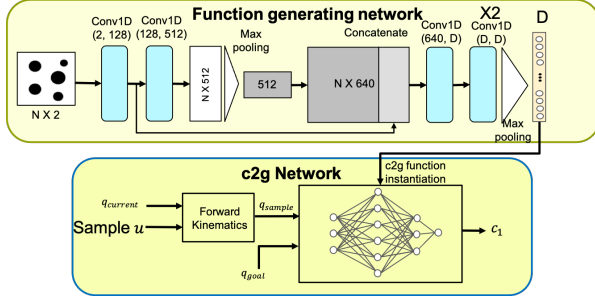 Function generating network
Conv1D
(2, 128)
Conv1D
(128, 512)
Max
pooling
Concatenate
Conv1D
(640, D)
X2
Conv1D
(D, D)
D
N X 2
N X 512
512
N X 640
Max
pooling
c2g Network
c2g function
instantiation
q_current
Sample u
Forward
Kinematics
q_sample
q_goal
c_1